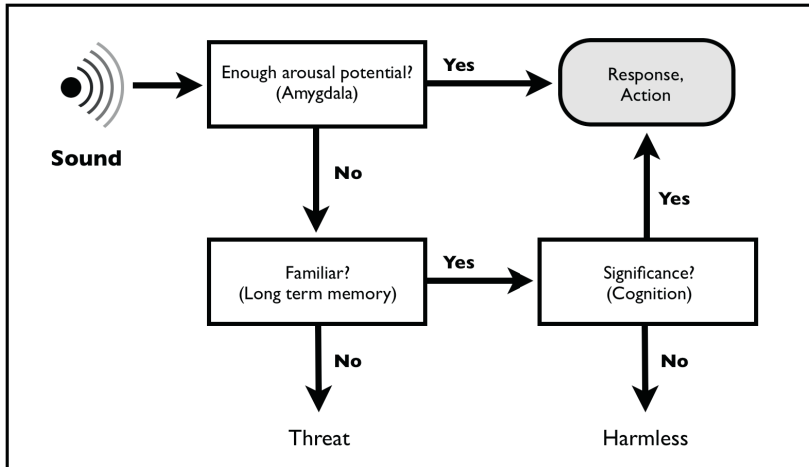 Enough arousal potential?
(Amygdala)
Yes
Response,
Action
Sound
No
Yes
Familiar?
(Long term memory)
Yes
Significance?
(Cognition)
No
No
Threat
Harmless